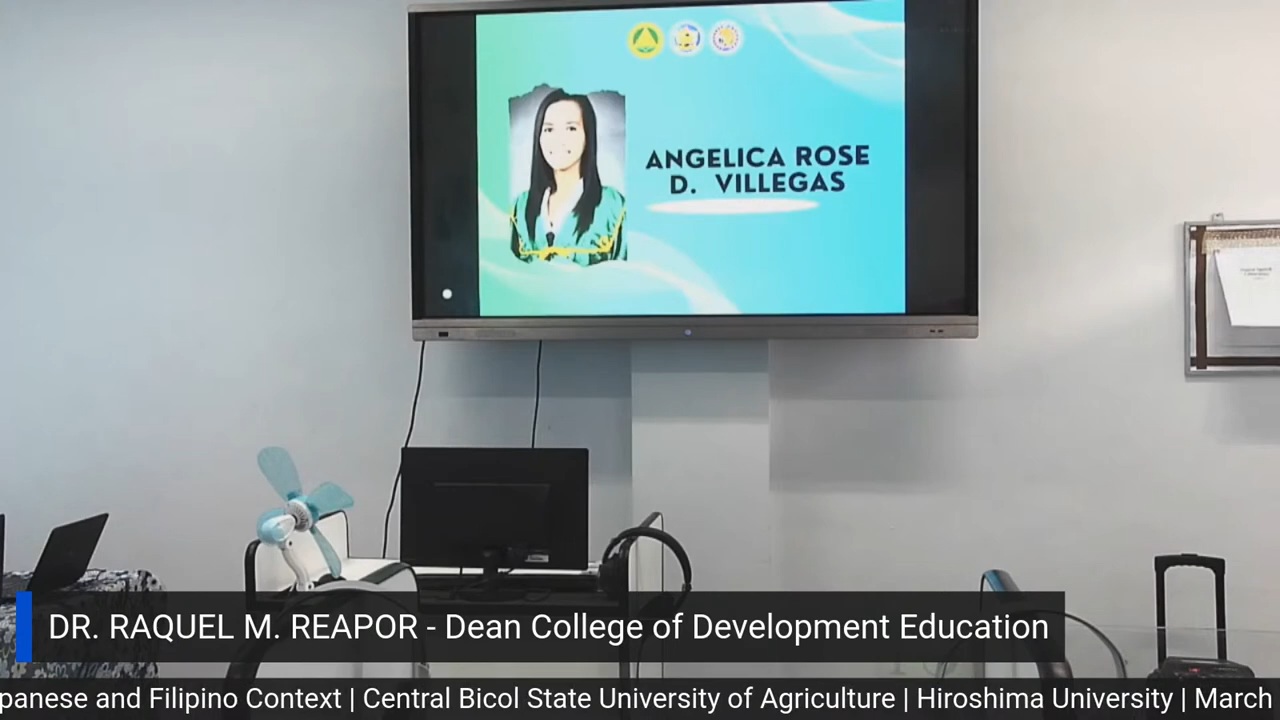 ANGELICA ROSE
D. VILLEGAS
DR. RAQUEL M. REAPOR - Dean College of Development Education
panese and Filipino Context | Central Bicol State University of Agriculture | Hiroshima University | March